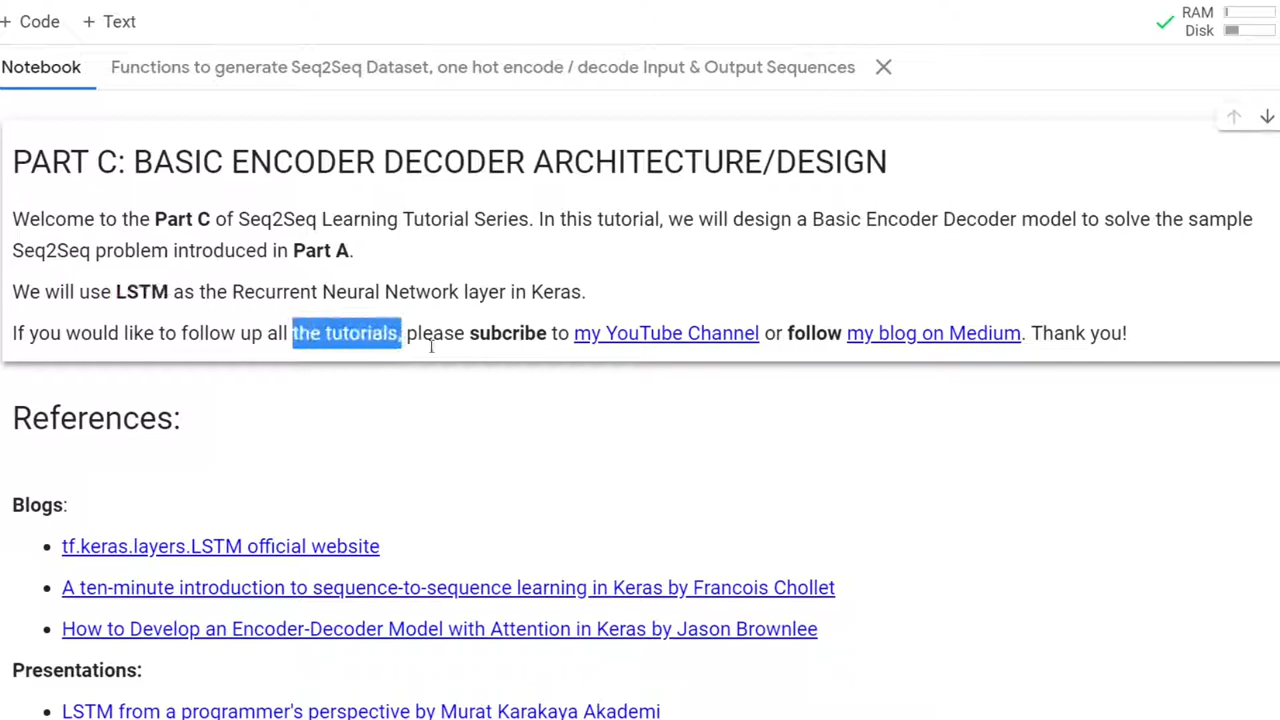 + Code + Text
RAM
Disk
Notebook Functions to generate Seq2Seq Dataset, one hot encode / decode Input & Output Sequences
PART C: BASIC ENCODER DECODER ARCHITECTURE/DESIGN
Welcome to the Part C of Seq2Seq Learning Tutorial Series. In this tutorial, we will design a Basic Encoder Decoder model to solve the sample
Seq2Seq problem introduced in Part A.
We will use LSTM as the Recurrent Neural Network layer in Keras.
If you would like to follow up all the tutorials, please subcribe to my YouTube Channel or follow my blog on Medium. Thank you!
References:
Blogs:
• tf.keras.layers.LSTM official website
• A ten-minute introduction to sequence-to-sequence learning in Keras by Francois Chollet
• How to Develop an Encoder-Decoder Model with Attention in Keras by Jason Brownlee
Presentations:
• LSTM from a programmer's perspective by Murat Karakaya Akademi